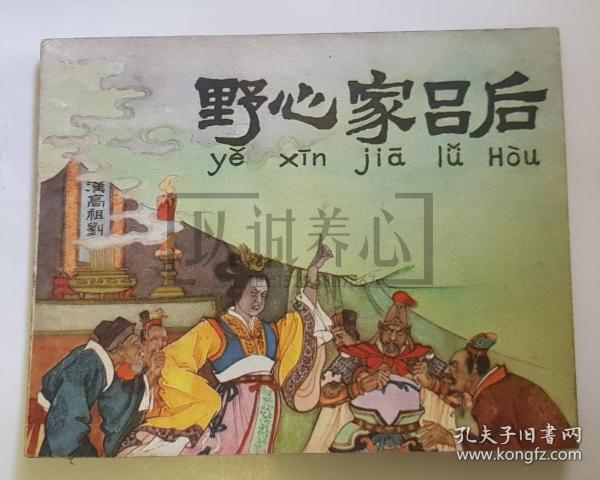 野心家吕后
yě xīn jiā lǚ Hòu
漢高祖劉
以诚养心
孔夫子旧书网
www.kongfz.com